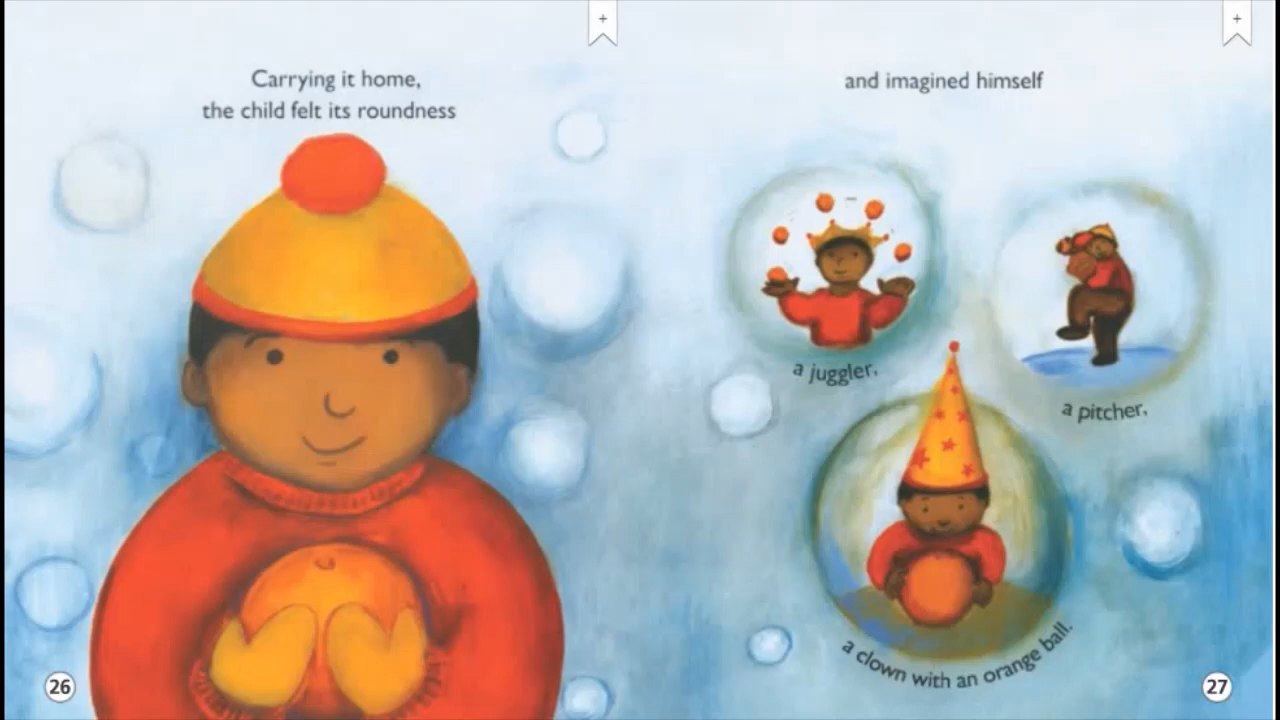 Carrying it home,
the child felt its roundness
and imagined himself
a juggler,
a pitcher,
a clown with an orange ball.
26
27